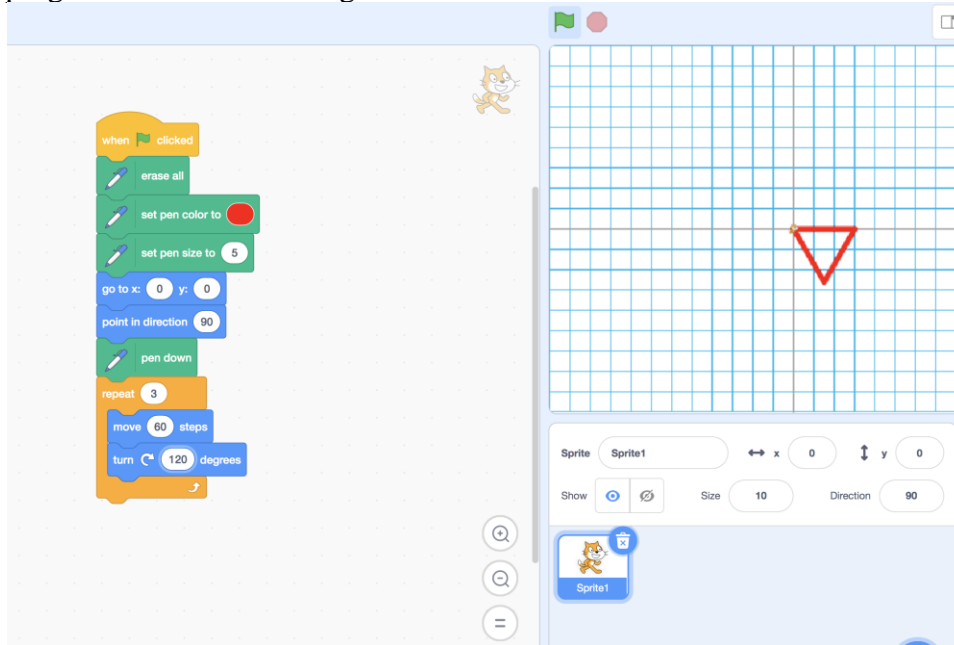 when clicked
erase all
set pen color to
set pen size to 5
go to x: 0 y: 0
point in direction 90
pen down
repeat 3
move 60 steps
turn 120 degrees
Sprite Sprite1 x 0 y 0
Show Size 10 Direction 90
Sprite1